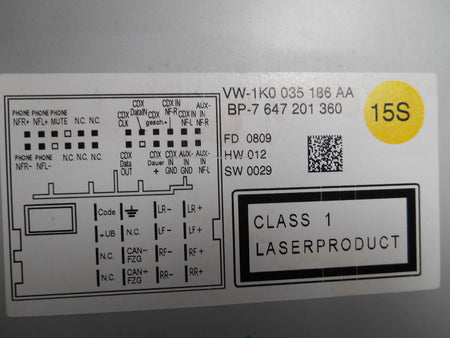 VW-1K0 035 186 AA
BP-7 647 201 360
15S
FD 0809
HW 012
SW 0029
CLASS 1
LASERPRODUCT
PHONE PHONE PHONE
NFR+ NFL+ MUTE N.C. N.C.
PHONE PHONE
NFR− NFL− N.C. N.C. N.C.
CDX CDX IN AUX-
DataIN NF-R IN
CDX gesch+ CDX IN NF-R
CLK NF-L
CDX CDX CDX AUX- AUX-
Data Dauer IN IN IN
OUT + GND GND NF-L
Code LR− LR+
+UB N.C. LF− LF+
N.C. CAN− RF− RF+
FZG
N.C. CAN+ RR− RR+
FZG